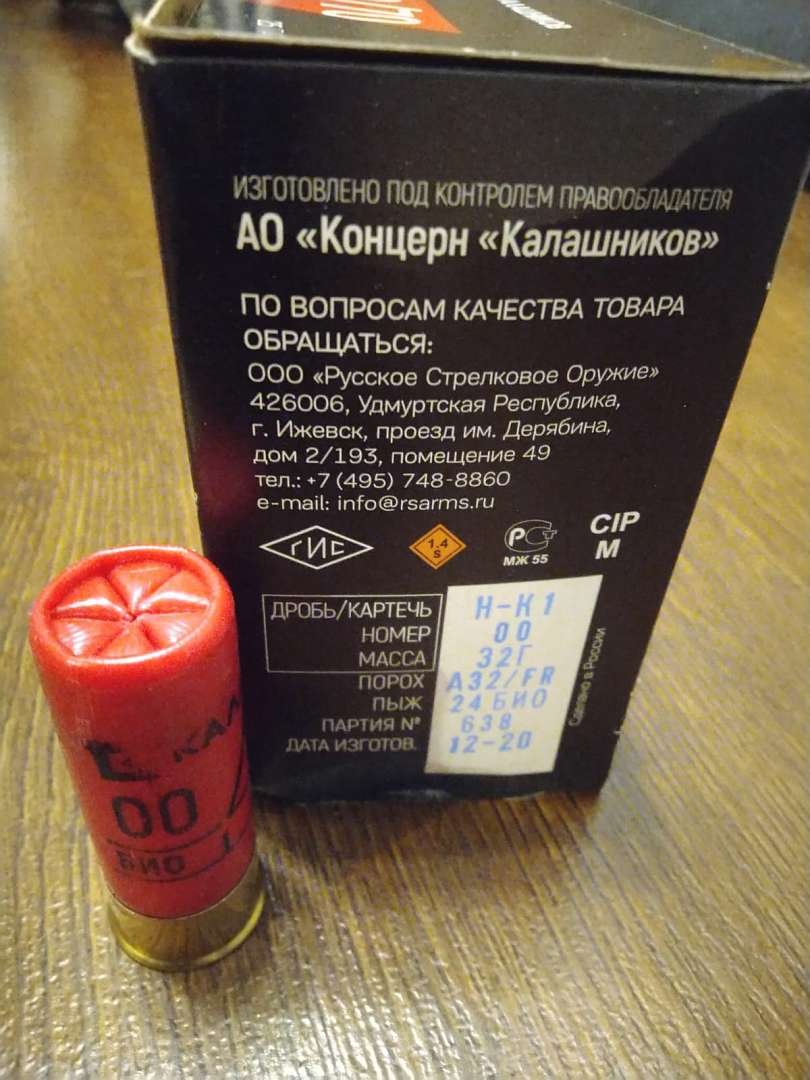 ИЗГОТОВЛЕНО ПОД КОНТРОЛЕМ ПРАВООБЛАДАТЕЛЯ
АО «Концерн «Калашников»
ПО ВОПРОСАМ КАЧЕСТВА ТОВАРА
ОБРАЩАТЬСЯ:
ООО «Русское Стрелковое Оружие»
426006, Удмуртская Республика,
г. Ижевск, проезд им. Дерябина,
дом 2/193, помещение 49
тел.: +7 (495) 748-8860
e-mail: info@rsarms.ru
ГИС
1.4
s
РСТ
МЖ 55
CIP
M
ДРОБЬ/КАРТЕЧЬ Н-К1
НОМЕР 00
МАССА 32Г
ПОРОХ А32/FR
ПЫЖ 24 БИО
ПАРТИЯ № 638
ДАТА ИЗГОТОВ. 12-20
Сделано в России
КАЛ
00
БИО